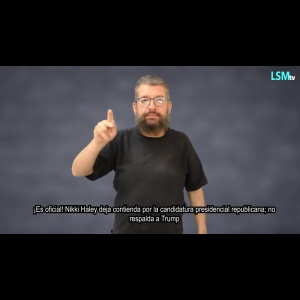 LSMtv
¡Es oficial! Nikki Haley deja contienda por la candidatura presidencial republicana; no
respalda a Trump